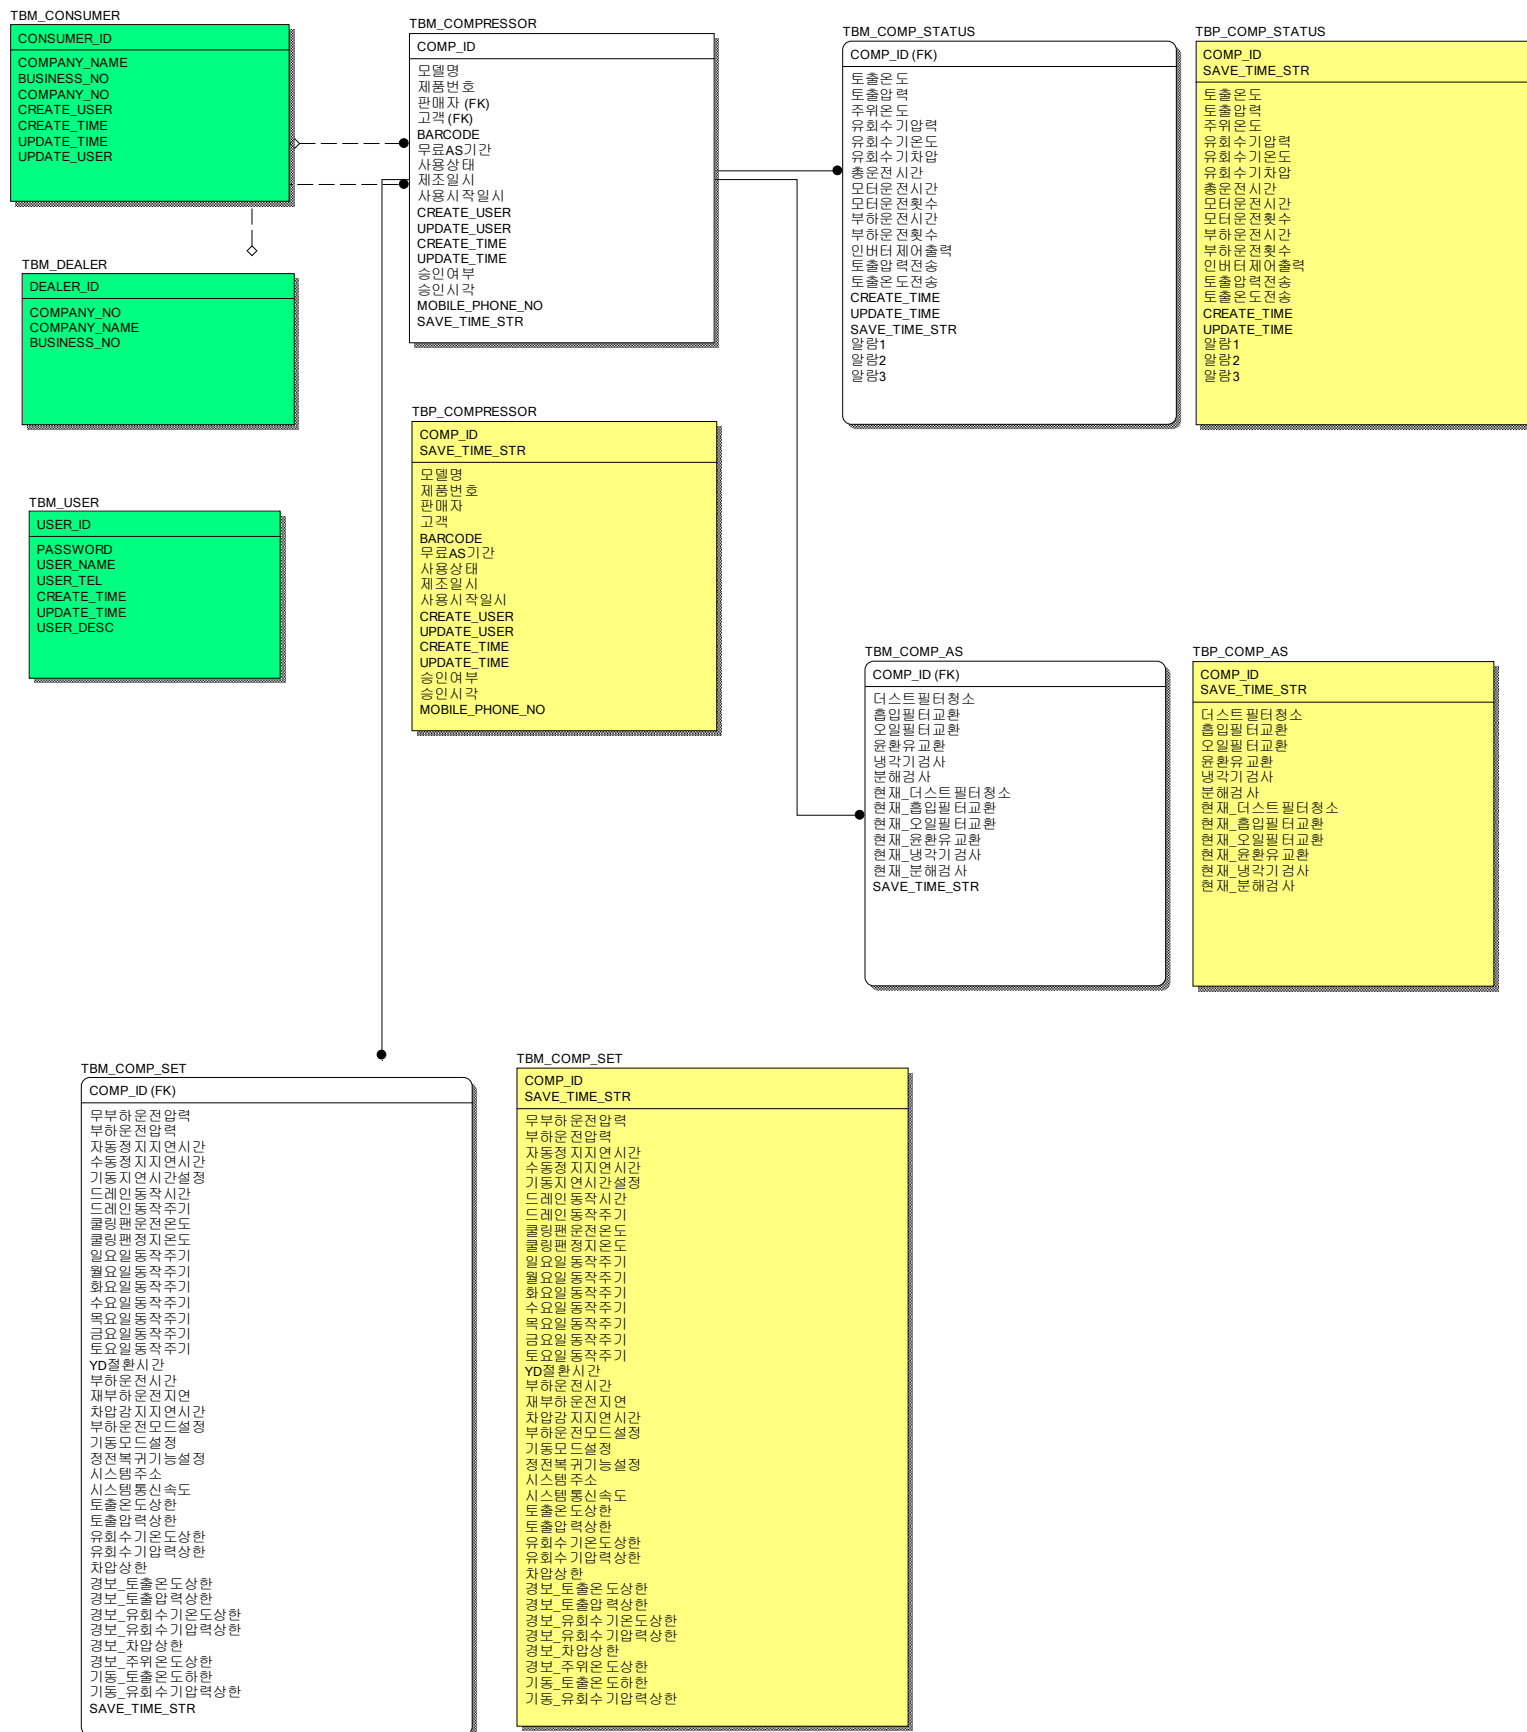 TBM_CONSUMER
CONSUMER_ID
COMPANY_NAME
BUSINESS_NO
COMPANY_NO
CREATE_USER
CREATE_TIME
UPDATE_TIME
UPDATE_USER
TBM_DEALER
DEALER_ID
COMPANY_NO
COMPANY_NAME
BUSINESS_NO
TBM_USER
USER_ID
PASSWORD
USER_NAME
USER_TEL
CREATE_TIME
UPDATE_TIME
USER_DESC
TBM_COMPRESSOR
COMP_ID
모델명
제품번호
판매자 (FK)
고객 (FK)
BARCODE
무료AS기간
사용상태
제조일시
사용시작일시
CREATE_USER
UPDATE_USER
CREATE_TIME
UPDATE_TIME
승인여부
승인시각
MOBILE_PHONE_NO
SAVE_TIME_STR
TBP_COMPRESSOR
COMP_ID
SAVE_TIME_STR
모델명
제품번호
판매자
고객
BARCODE
무료AS기간
사용상태
제조일시
사용시작일시
CREATE_USER
UPDATE_USER
CREATE_TIME
UPDATE_TIME
승인여부
승인시각
MOBILE_PHONE_NO
TBM_COMP_STATUS
COMP_ID (FK)
토출온도
토출압력
주위온도
유회수기압력
유회수기온도
유회수기차압
총운전시간
모터운전시간
모터운전횟수
부하운전시간
부하운전횟수
인버터제어출력
토출압력전송
토출온도전송
CREATE_TIME
UPDATE_TIME
SAVE_TIME_STR
알람1
알람2
알람3
TBP_COMP_STATUS
COMP_ID
SAVE_TIME_STR
토출온도
토출압력
주위온도
유회수기압력
유회수기온도
유회수기차압
총운전시간
모터운전시간
모터운전횟수
부하운전시간
부하운전횟수
인버터제어출력
토출압력전송
토출온도전송
CREATE_TIME
UPDATE_TIME
알람1
알람2
알람3
TBM_COMP_AS
COMP_ID (FK)
더스트필터청소
흡입필터교환
오일필터교환
윤환유교환
냉각기검사
분해검사
현재_더스트필터청소
현재_흡입필터교환
현재_오일필터교환
현재_윤환유교환
현재_냉각기검사
현재_분해검사
SAVE_TIME_STR
TBP_COMP_AS
COMP_ID
SAVE_TIME_STR
더스트필터청소
흡입필터교환
오일필터교환
윤환유교환
냉각기검사
분해검사
현재_더스트필터청소
현재_흡입필터교환
현재_오일필터교환
현재_윤환유교환
현재_냉각기검사
현재_분해검사
TBM_COMP_SET
COMP_ID (FK)
무부하운전압력
부하운전압력
자동정지지연시간
수동정지지연시간
기동지연시간설정
드레인동작시간
드레인동작주기
쿨링팬운전온도
쿨링팬정지온도
일요일동작주기
월요일동작주기
화요일동작주기
수요일동작주기
목요일동작주기
금요일동작주기
토요일동작주기
YD절환시간
부하운전시간
재부하운전지연
차압감지지연시간
부하운전모드설정
기동모드설정
정전복귀기능설정
시스템주소
시스템통신속도
토출온도상한
토출압력상한
유회수기온도상한
유회수기압력상한
차압상한
경보_토출온도상한
경보_토출압력상한
경보_유회수기온도상한
경보_유회수기압력상한
경보_차압상한
경보_주위온도상한
기동_토출온도하한
기동_유회수기압력상한
SAVE_TIME_STR
TBM_COMP_SET
COMP_ID
SAVE_TIME_STR
무부하운전압력
부하운전압력
자동정지지연시간
수동정지지연시간
기동지연시간설정
드레인동작시간
드레인동작주기
쿨링팬운전온도
쿨링팬정지온도
일요일동작주기
월요일동작주기
화요일동작주기
수요일동작주기
목요일동작주기
금요일동작주기
토요일동작주기
YD절환시간
부하운전시간
재부하운전지연
차압감지지연시간
부하운전모드설정
기동모드설정
정전복귀기능설정
시스템주소
시스템통신속도
토출온도상한
토출압력상한
유회수기온도상한
유회수기압력상한
차압상한
경보_토출온도상한
경보_토출압력상한
경보_유회수기온도상한
경보_유회수기압력상한
경보_차압상한
경보_주위온도상한
기동_토출온도하한
기동_유회수기압력상한